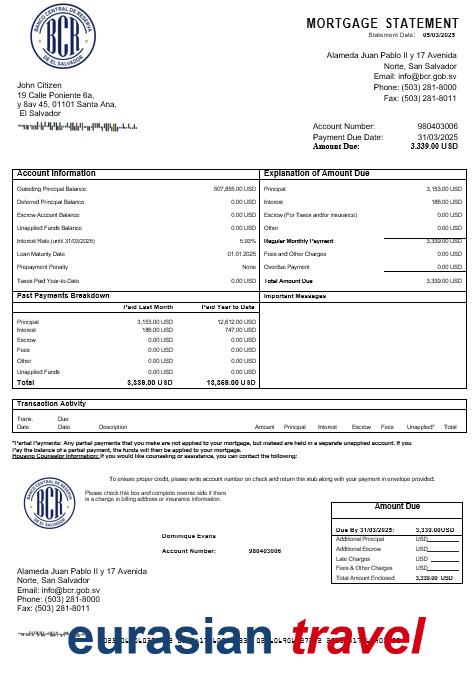 BANCO CENTRAL DE RESERVA
BCR
DE EL SALVADOR
MORTGAGE STATEMENT
Statement Date: 05/03/2025
Alameda Juan Pablo II y 17 Avenida
Norte, San Salvador
Email: info@bcr.gob.sv
Phone: (503) 281-8000
Fax: (503) 281-8011
John Citizen
19 Calle Poniente 6a,
y 8av 45, 01101 Santa Ana,
El Salvador
Account Number: 980403006
Payment Due Date: 31/03/2025
Amount Due: 3.339.00 USD
Account Information
Explanation of Amount Due
Outsiding Principal Balance 507,855.00 USD
Deferred Principal Balance 0.00 USD
Escrow Account Balance 0.00 USD
Unapplied Funds Balance 0.00 USD
Interest Rate (until 31/03/2025) 5.93%
Loan Maturity Date 01.01.2025
Prepayment Penalty None
Taxes Paid Year-to-Date 0.00 USD
Principal 3,153.00 USD
Interest 186.00 USD
Escrow (For Taxes and/or insurance) 0.00 USD
Other 0.00 USD
Regular Monthly Payment 3,339.00 USD
Fees and Other Charges 0.00 USD
Overdue Payment 0.00 USD
Total Amount Due 3,339.00 USD
Past Payments Breakdown
Important Messages
Paid Last Month Paid Year to Date
Principal 3,153.00 USD 12,612.00 USD
Interest 186.00 USD 747.00 USD
Escrow 0.00 USD 0.00 USD
Fees 0.00 USD 0.00 USD
Other 0.00 USD 0.00 USD
Unapplied Funds 0.00 USD 0.00 USD
Total 3,339.00 USD 13,359.00 USD
Transaction Activity
Trans. Date Due Date Description Amount Principal Interest Escrow Fees Unapplied* Total
*Partial Payments: Any partial payments that you make are not applied to your mortgage, but instead are held in a separate unapplied account. If you
Pay the balance of a partial payment, the funds will then be applied to your mortgage.
Housing Counselor Information: If you would like counseling or assistance, you can contact the following:
BANCO CENTRAL DE RESERVA
BCR
DE EL SALVADOR
To ensure proper credit, please write account number on check and return this stub along with your payment in envelope provided.
Please check this box and complete reverse side if there
is a change in billing address or insurance information.
Dominique Evans
Account Number: 980403006
Amount Due
Due By 31/03/2025: 3,339.00USD
Additional Principal USD
Additional Escrow USD
Late Charges USD
Fees & Other Charges USD
Total Amount Enclosed 3,339.00 USD
Alameda Juan Pablo II y 17 Avenida
Norte, San Salvador
Email: info@bcr.gob.sv
Phone: (503) 281-8000
Fax: (503) 281-8011
eurasian travel